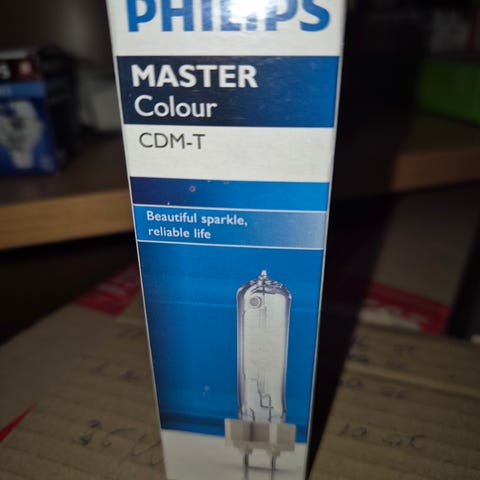 PHILIPS
MASTER
Colour
CDM-T
Beautiful sparkle,
reliable life